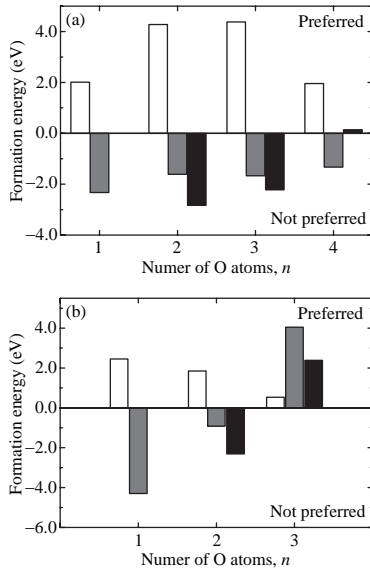 (a)
Preferred
4.0
2.0
0.0
−2.0
−4.0
Formation energy (eV)
Not preferred
1 2 3 4
Numer of O atoms, n
(b)
Preferred
4.0
2.0
0.0
−2.0
−4.0
−6.0
Formation energy (eV)
Not preferred
1 2 3
Numer of O atoms, n